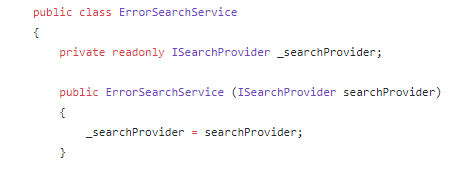 public class ErrorSearchService
{
private readonly ISearchProvider _searchProvider;
public ErrorSearchService (ISearchProvider searchProvider)
{
_searchProvider = searchProvider;
}